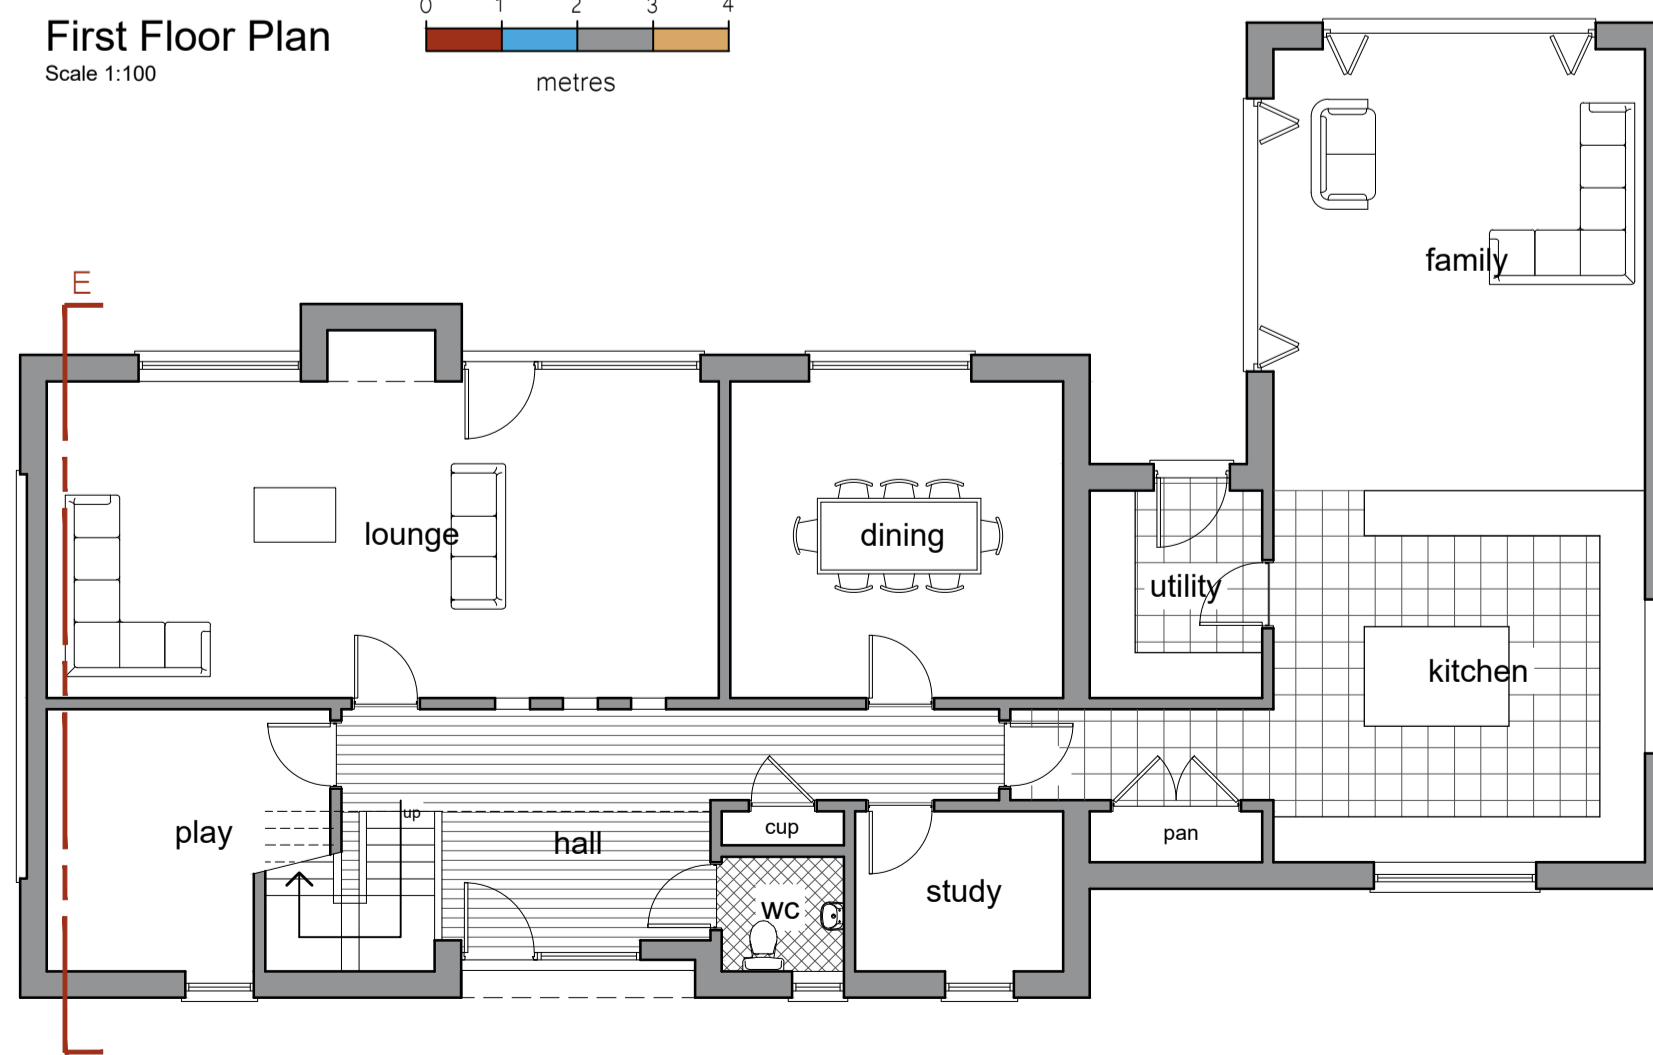 First Floor Plan
Scale 1:100
0 1 2 3 4
metres
E
family
lounge
dining
utility
kitchen
up
play
hall
cup
pan
study
wc